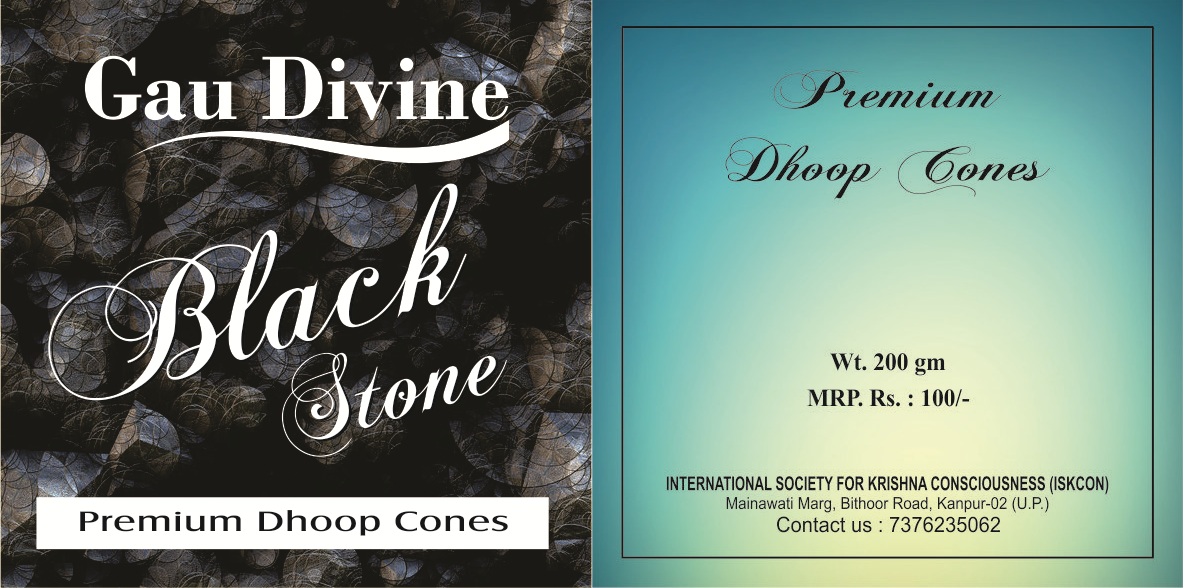 Gau Divine
Black
Stone
Premium Dhoop Cones
Premium
Dhoop Cones
Wt. 200 gm
MRP. Rs. : 100/-
INTERNATIONAL SOCIETY FOR KRISHNA CONSCIOUSNESS (ISKCON)
Mainawati Marg, Bithoor Road, Kanpur-02 (U.P.)
Contact us : 7376235062